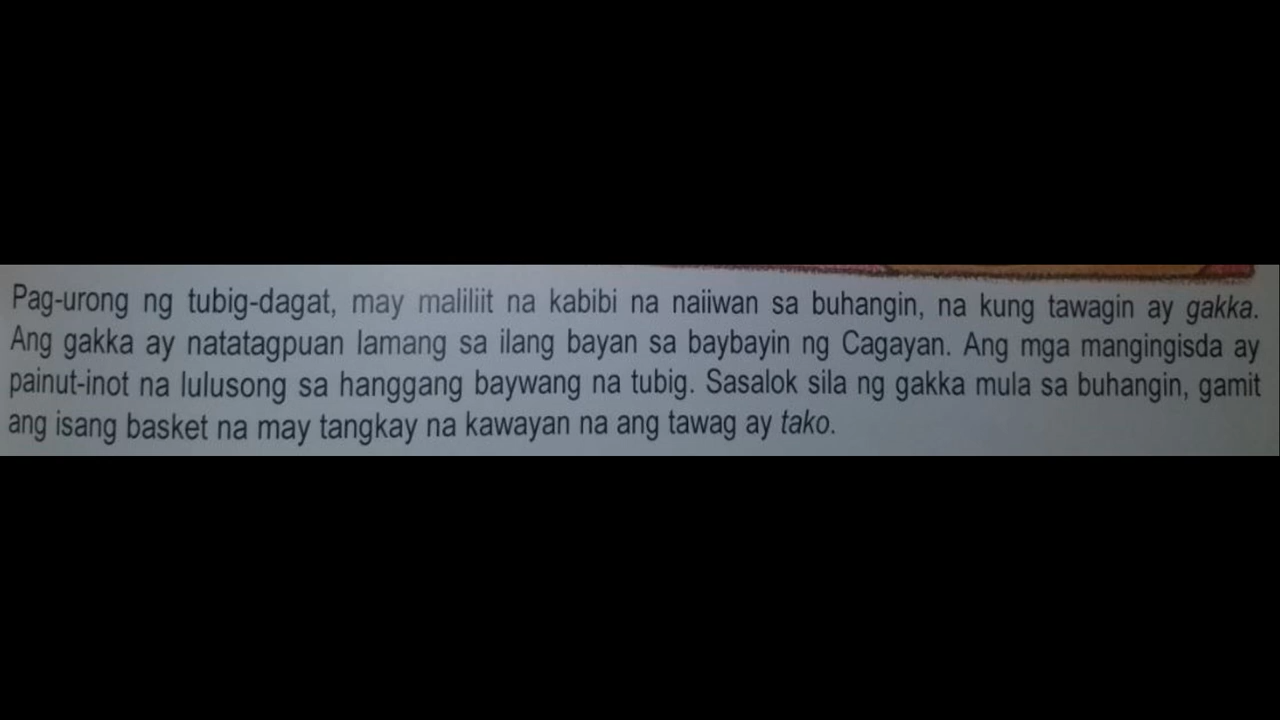 Pag-urong ng tubig-dagat, may maliliit na kabibi na naiiwan sa buhangin, na kung tawagin ay gakka.
Ang gakka ay natatagpuan lamang sa ilang bayan sa baybayin ng Cagayan. Ang mga mangingisda ay
painut-inot na lulusong sa hanggang baywang na tubig. Sasalok sila ng gakka mula sa buhangin, gamit
ang isang basket na may tangkay na kawayan na ang tawag ay tako.